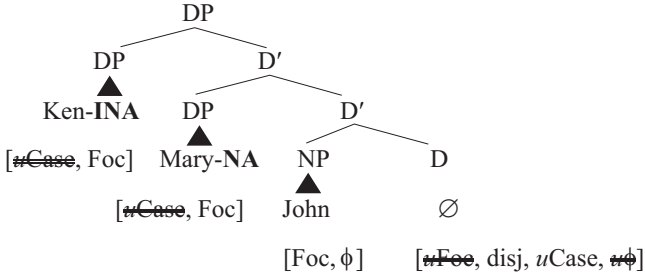 DP
DP D′
Ken-INA DP D′
[uCase, Foc] Mary-NA NP D
[uCase, Foc] John ∅
[Foc, ϕ] [uFoc, disj, uCase, uϕ]